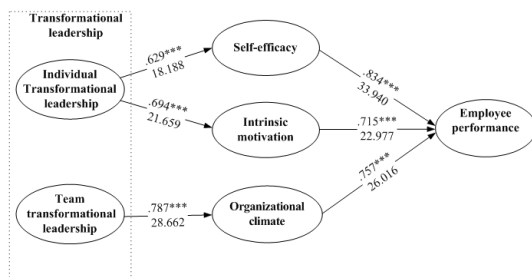 Transformational
leadership
.629***
18.188
Self-efficacy
Individual
Transformational
leadership
.834***
33.940
.694***
21.659
Intrinsic
motivation
.715***
22.977
Employee
performance
.757***
26.016
Team
transformational
leadership
.787***
28.662
Organizational
climate